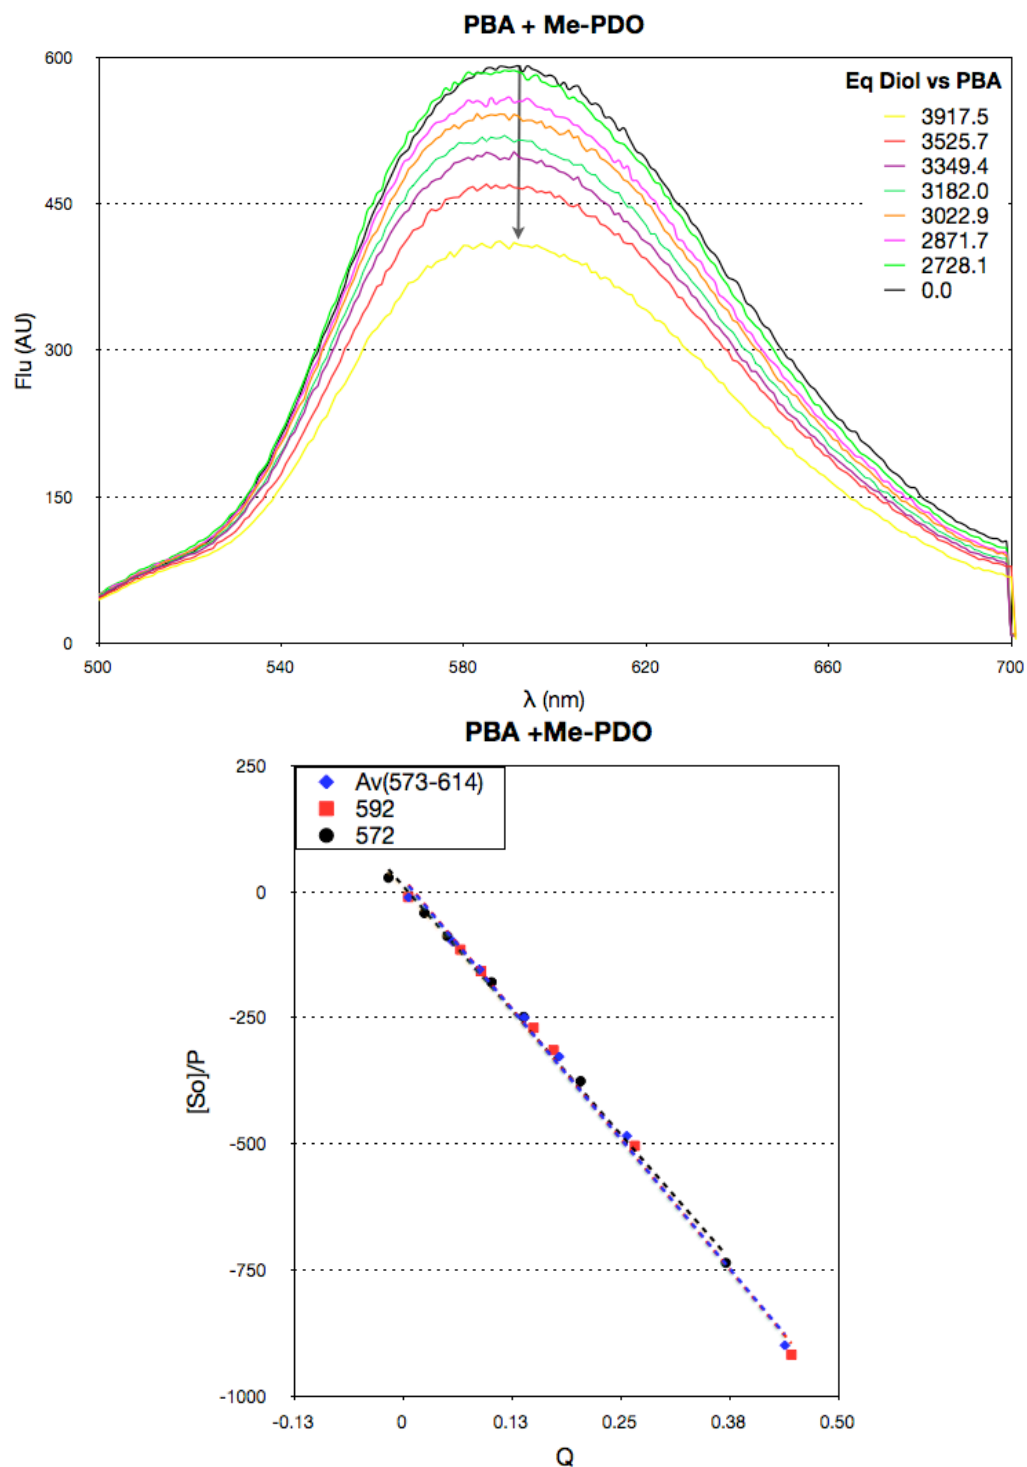 PBA + Me-PDO
600
Eq Diol vs PBA
3917.5
3525.7
3349.4
3182.0
3022.9
2871.7
2728.1
0.0
450
300
150
0
Flu (AU)
500 540 580 620 660 700
λ (nm)
PBA +Me-PDO
250
Av(573-614)
592
572
0
-250
-500
-750
-1000
[So]/P
-0.13 0 0.13 0.25 0.38 0.50
Q